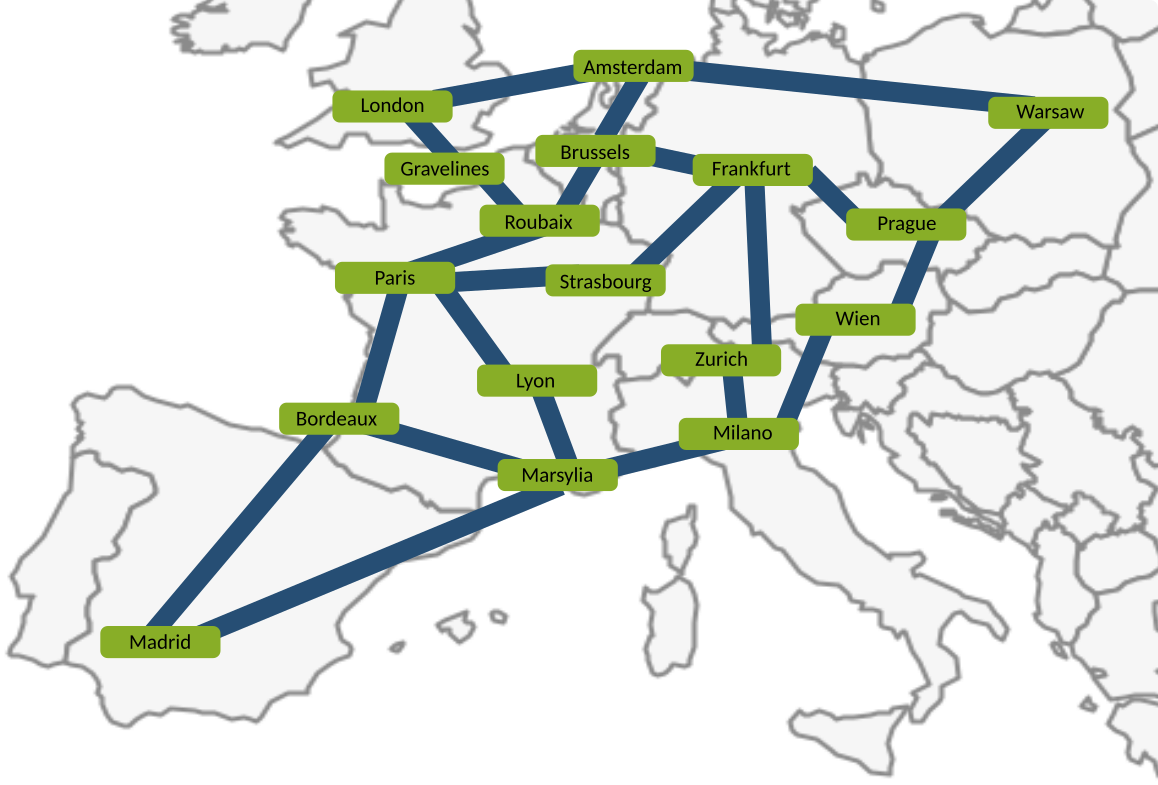 Amsterdam
London
Warsaw
Brussels
Gravelines
Frankfurt
Roubaix
Prague
Paris
Strasbourg
Wien
Zurich
Lyon
Bordeaux
Milano
Marsylia
Madrid